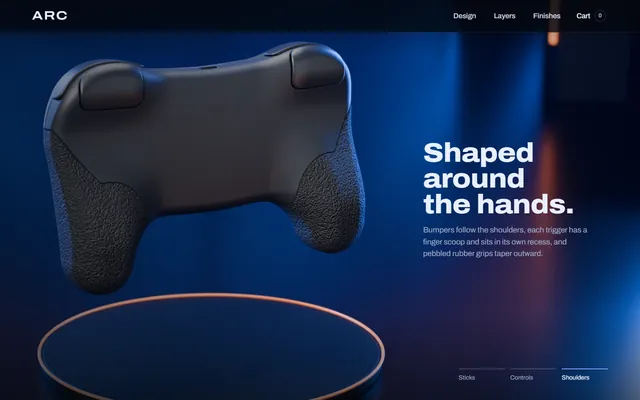 ARC
Design
Layers
Finishes
Cart
0
Shaped
around
the hands.
Bumpers follow the shoulders, each trigger has a
finger scoop and sits in its own recess, and
pebbled rubber grips taper outward.
Sticks
Controls
Shoulders